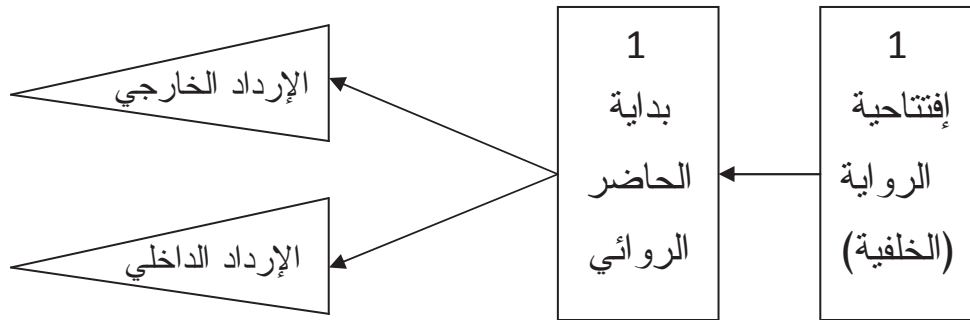 1
إفتتاحية
الرواية
(الخلفية)
1
بداية
الحاضر
الروائي
الإرداد الخارجي
الإرداد الداخلي